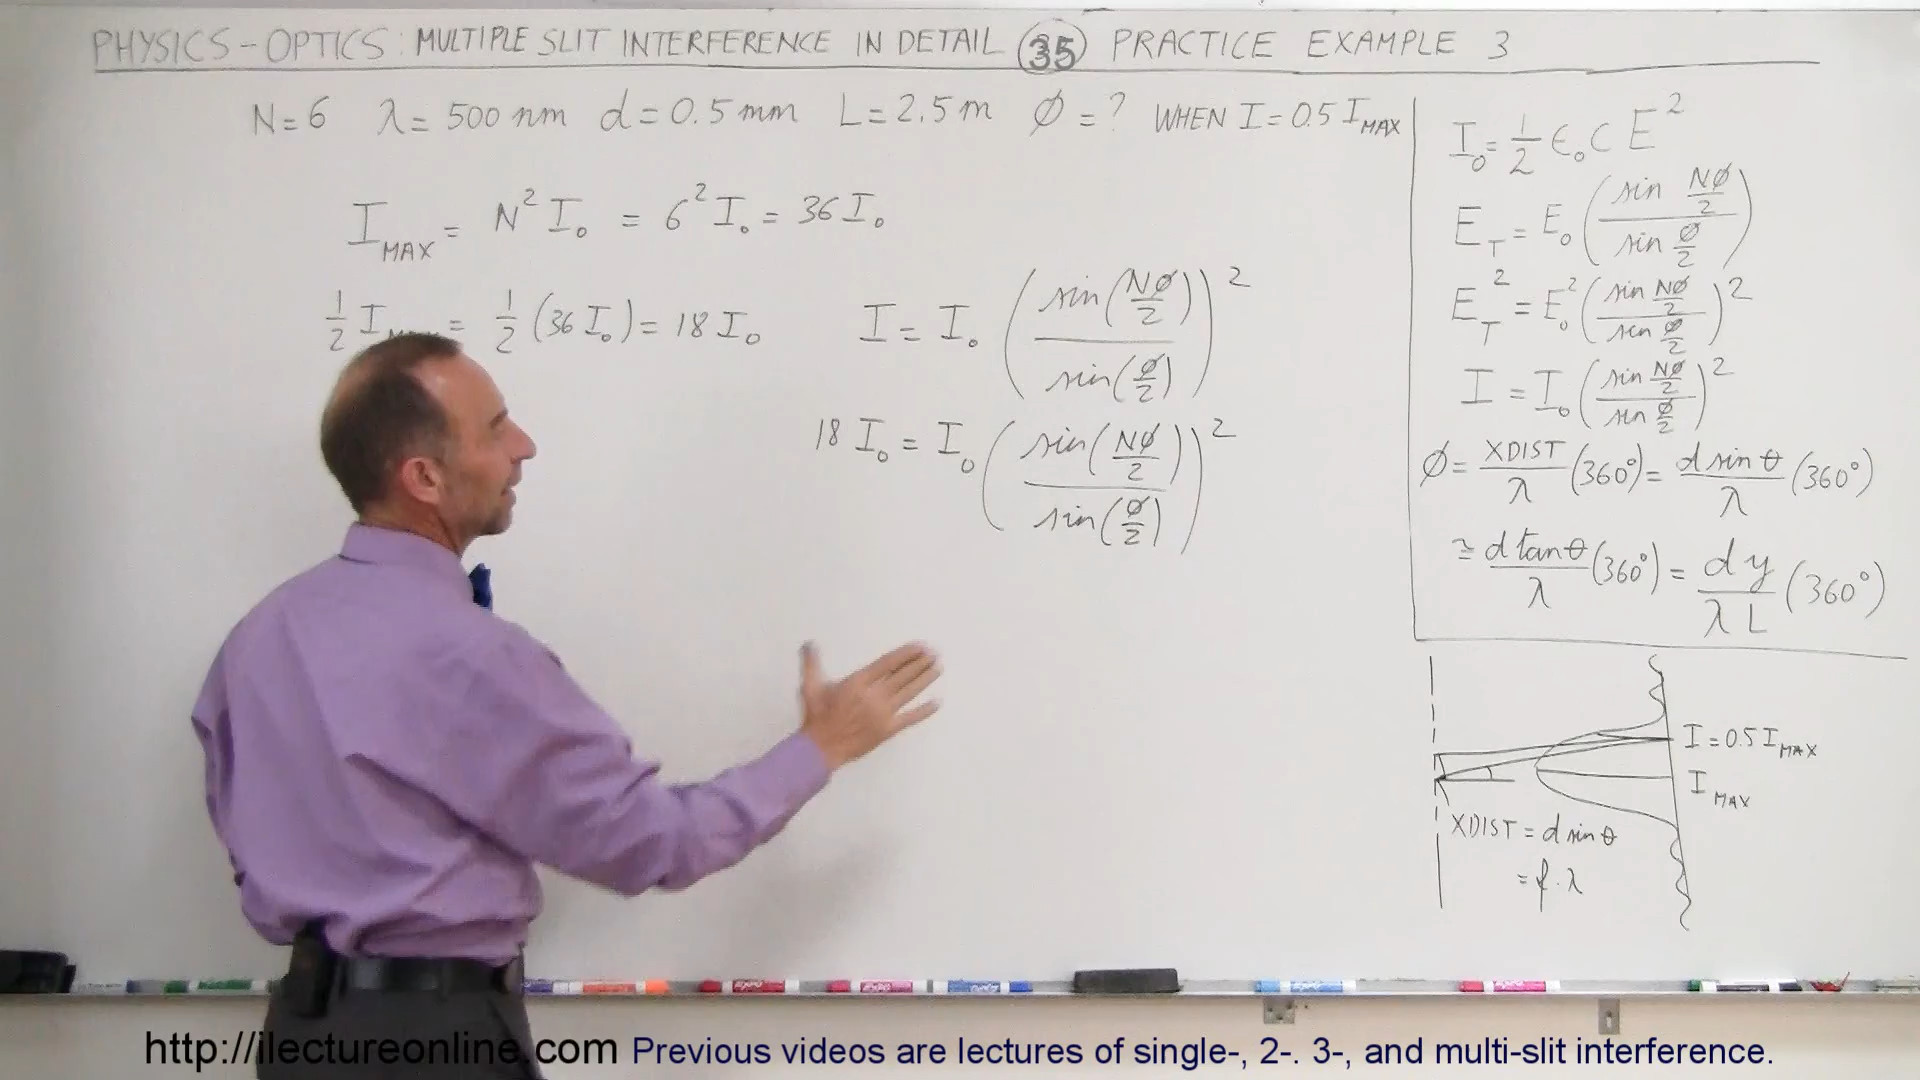 PHYSICS - OPTICS: MULTIPLE SLIT INTERFERENCE IN DETAIL (35) PRACTICE EXAMPLE 3
N = 6 λ = 500 nm d = 0.5 mm L = 2.5 m ϕ = ? WHEN I = 0.5 I_MAX
I_MAX = N² I₀ = 6² I₀ = 36 I₀
½ I = ½ (36 I₀) = 18 I₀
I = I₀ (sin(Nϕ/2) / sin(ϕ/2))²
18 I₀ = I₀ (sin(Nϕ/2) / sin(ϕ/2))²
I₀ = ½ ε₀ C E²
E_T = E₀ (sin Nϕ/2 / sin ϕ/2)
E_T² = E₀² (sin Nϕ/2 / sin ϕ/2)²
I = I₀ (sin Nϕ/2 / sin ϕ/2)²
ϕ = XDIST/λ (360°) = d sin θ/λ (360°)
≅ d tan θ/λ (360°) = d y/λ L (360°)
I = 0.5 I_MAX
I_MAX
XDIST = d sin θ
= f · λ
http://ilectureonline.com Previous videos are lectures of single-, 2-. 3-, and multi-slit interference.